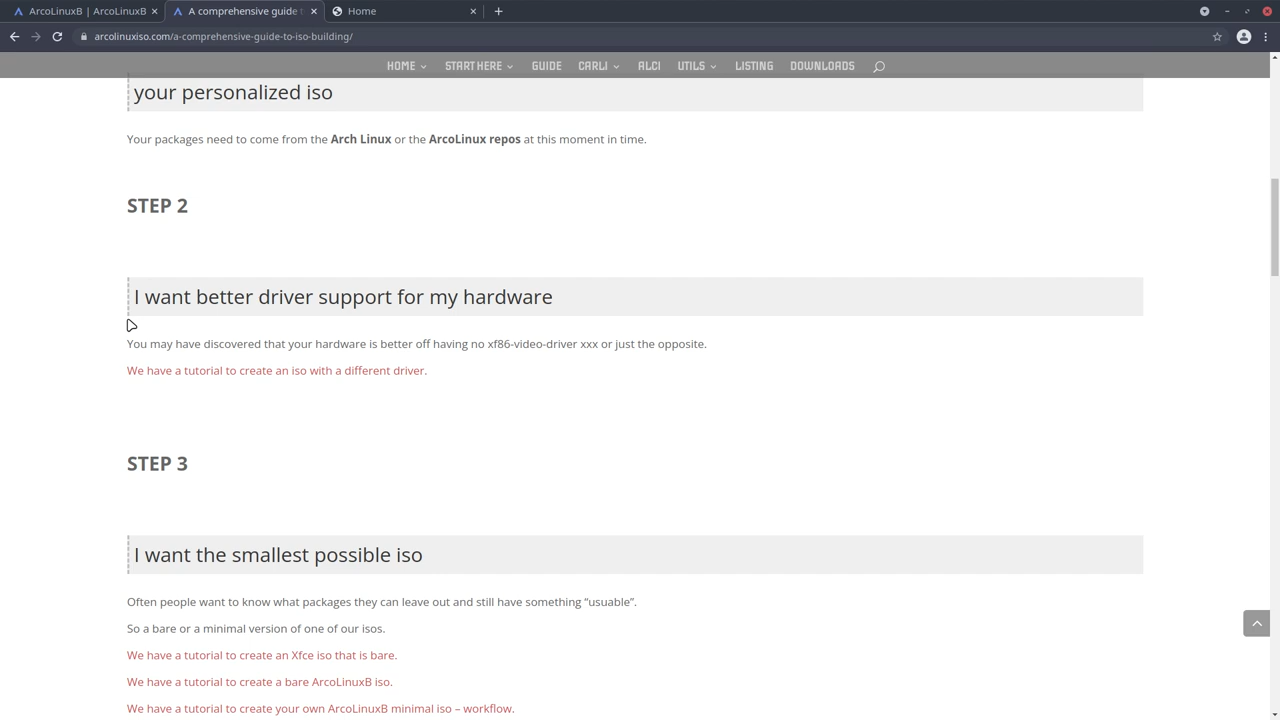 ArcoLinuxB | ArcoLinuxB
A comprehensive guide to
Home
arcolinuxiso.com/a-comprehensive-guide-to-iso-building/
HOME
START HERE
GUIDE
CARLI
ALCI
UTILS
LISTING
DOWNLOADS
your personalized iso
Your packages need to come from the Arch Linux or the ArcoLinux repos at this moment in time.
STEP 2
I want better driver support for my hardware
You may have discovered that your hardware is better off having no xf86-video-driver xxx or just the opposite.
We have a tutorial to create an iso with a different driver.
STEP 3
I want the smallest possible iso
Often people want to know what packages they can leave out and still have something “usuable”.
So a bare or a minimal version of one of our isos.
We have a tutorial to create an Xfce iso that is bare.
We have a tutorial to create a bare ArcoLinuxB iso.
We have a tutorial to create your own ArcoLinuxB minimal iso – workflow.